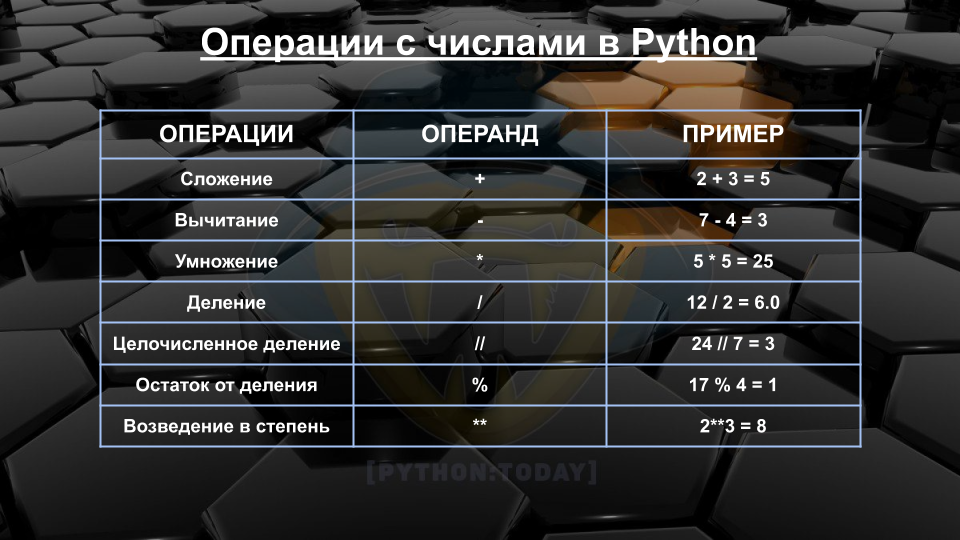 Операции с числами в Python
ОПЕРАЦИИ ОПЕРАНД ПРИМЕР
Сложение + 2 + 3 = 5
Вычитание - 7 - 4 = 3
Умножение * 5 * 5 = 25
Деление / 12 / 2 = 6.0
Целочисленное деление // 24 // 7 = 3
Остаток от деления % 17 % 4 = 1
Возведение в степень ** 2**3 = 8
[PYTHON:TODAY]